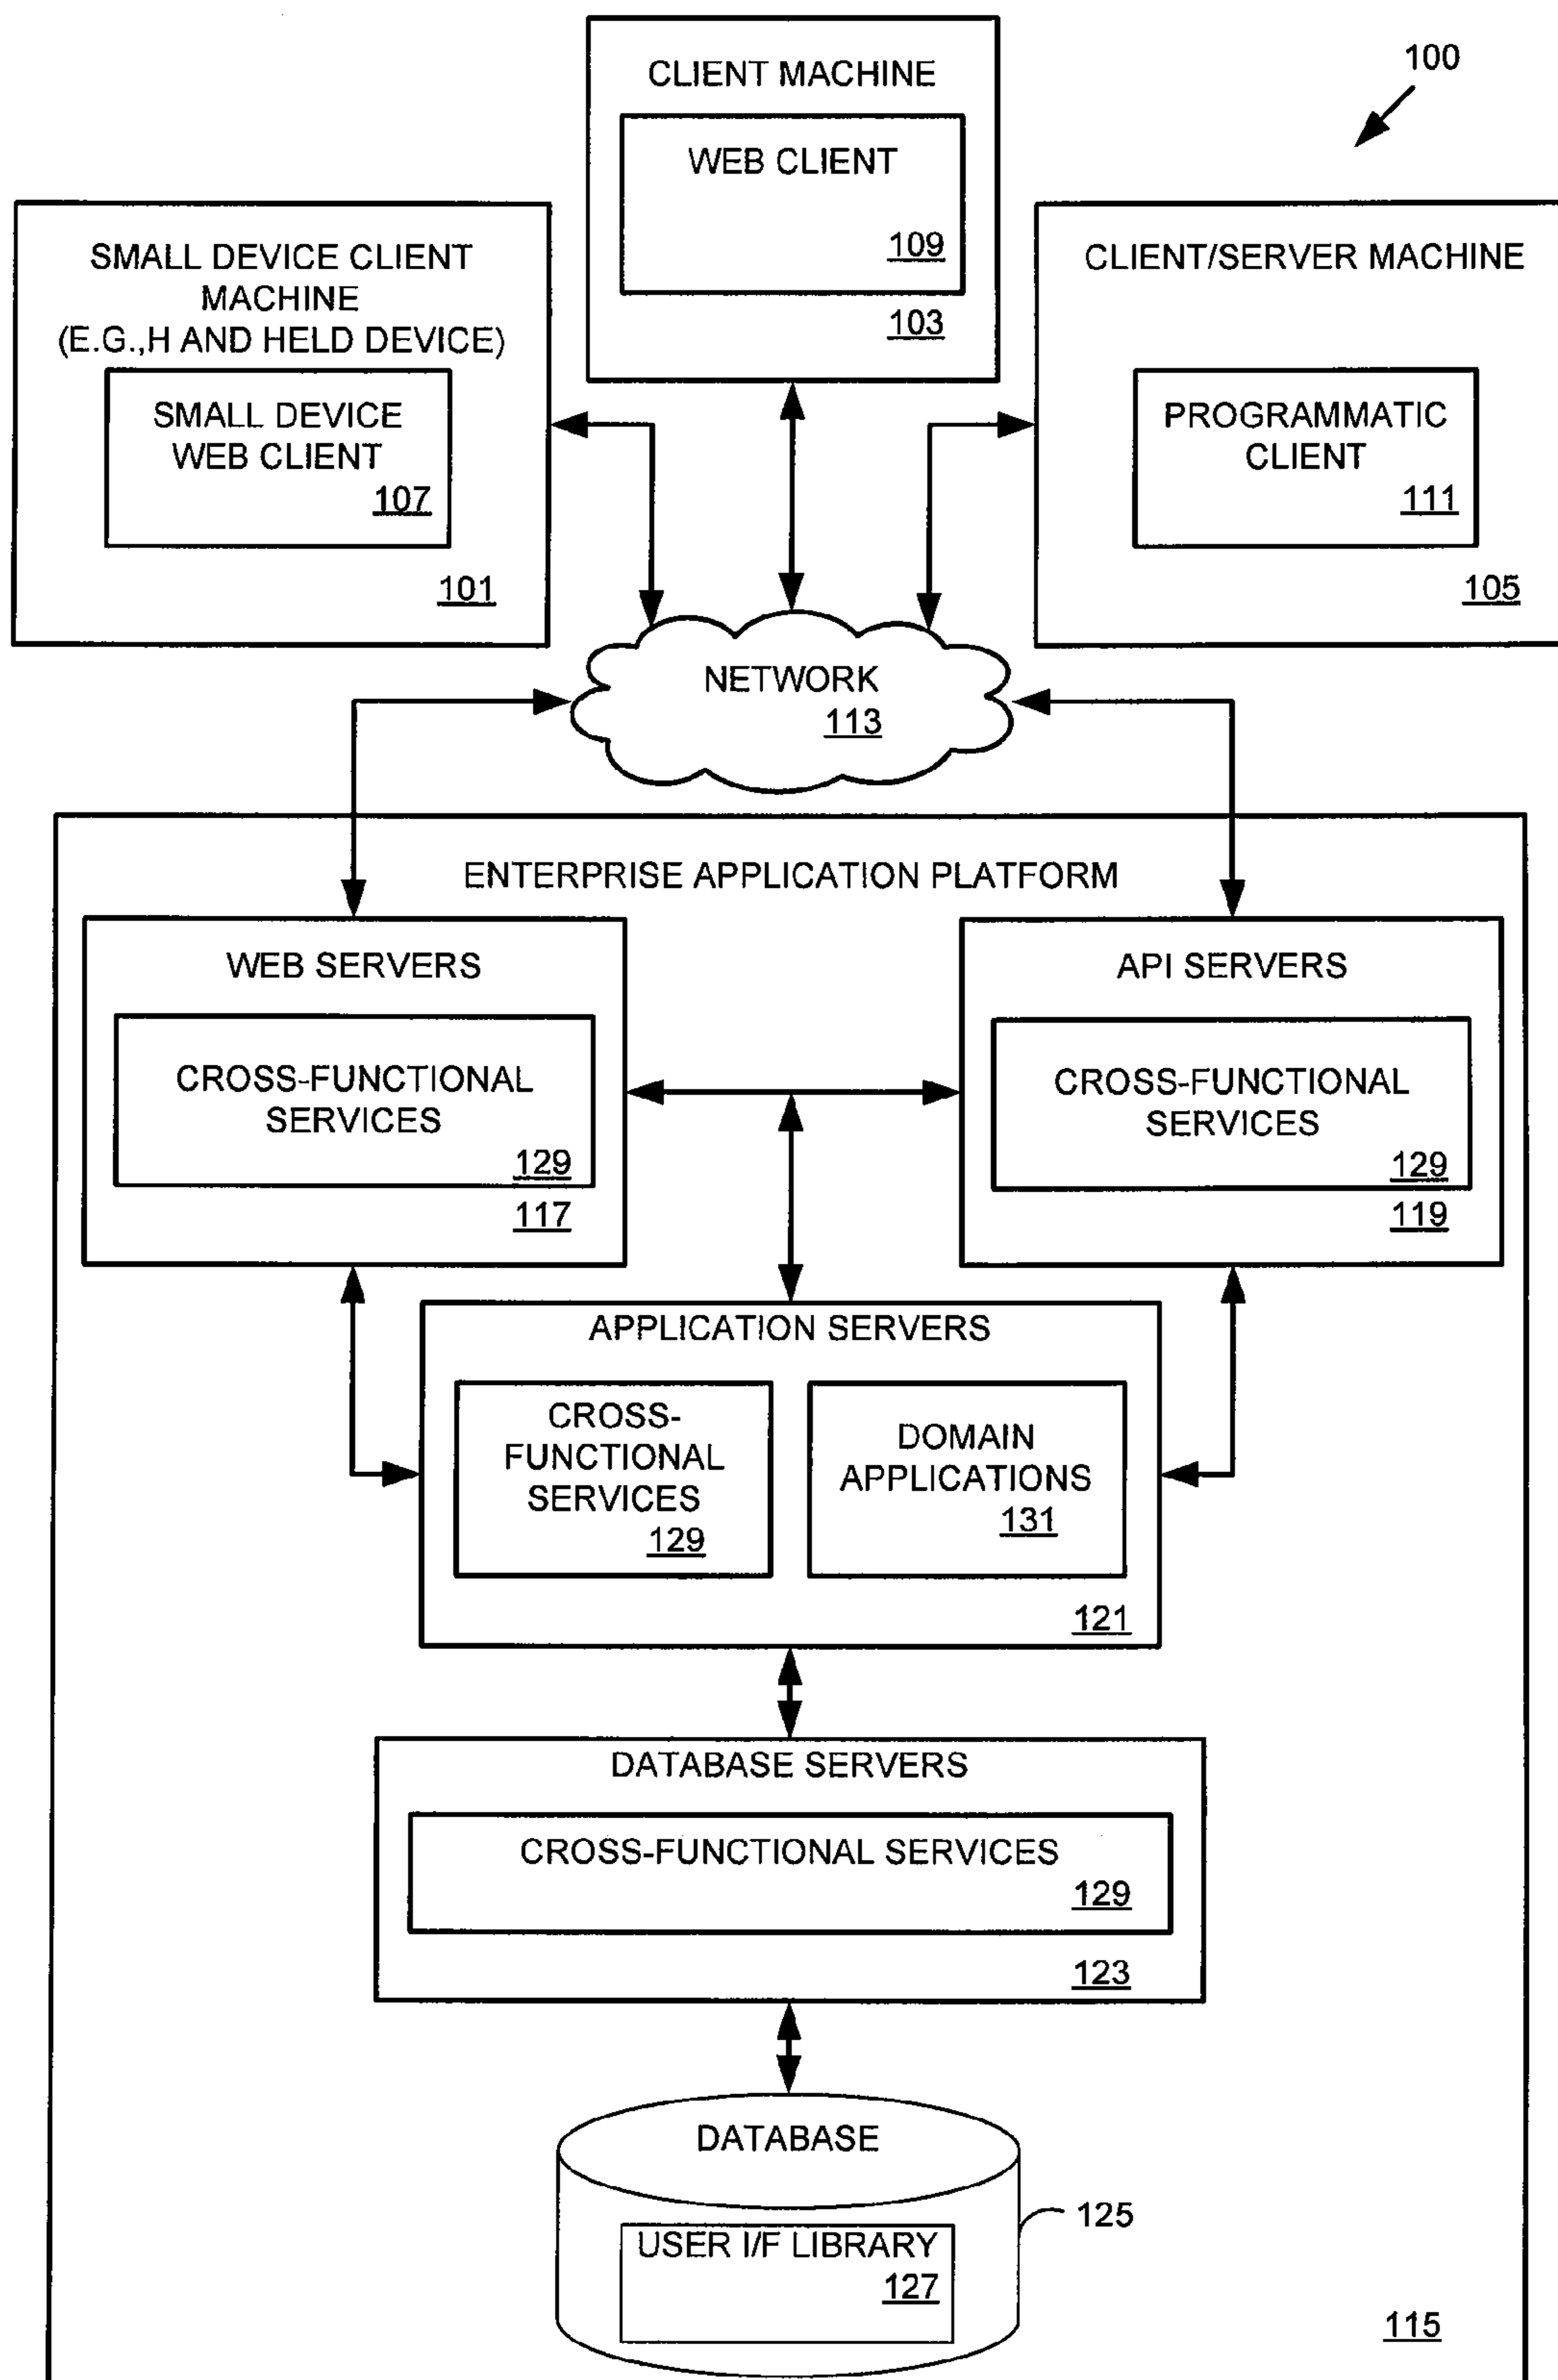 100
CLIENT MACHINE
WEB CLIENT
109
103
SMALL DEVICE CLIENT
MACHINE
(E.G.,H AND HELD DEVICE)
SMALL DEVICE
WEB CLIENT
107
101
CLIENT/SERVER MACHINE
PROGRAMMATIC
CLIENT
111
105
NETWORK
113
ENTERPRISE APPLICATION PLATFORM
WEB SERVERS
CROSS-FUNCTIONAL
SERVICES
129
117
API SERVERS
CROSS-FUNCTIONAL
SERVICES
129
119
APPLICATION SERVERS
CROSS-
FUNCTIONAL
SERVICES
129
DOMAIN
APPLICATIONS
131
121
DATABASE SERVERS
CROSS-FUNCTIONAL SERVICES
129
123
DATABASE
125
USER I/F LIBRARY
127
115